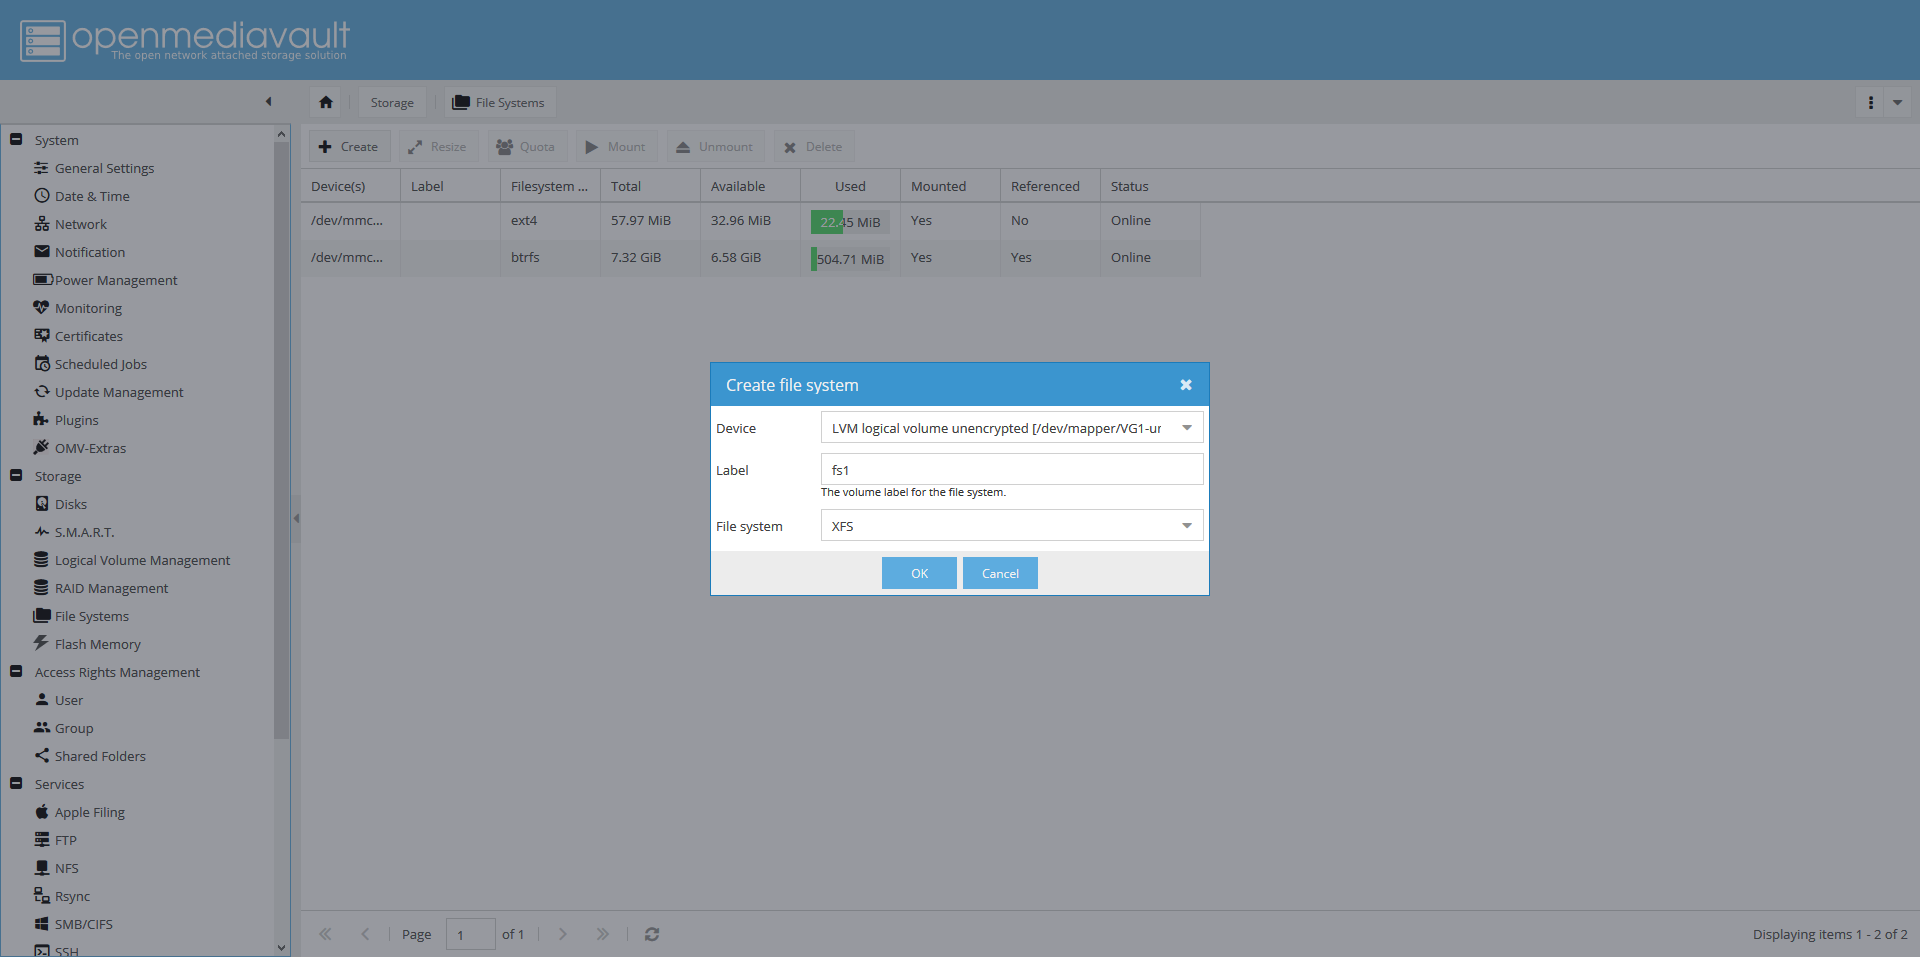 openmediavault
The open network attached storage solution
Storage
File Systems
Create
Resize
Quota
Mount
Unmount
Delete
Device(s) Label Filesystem ... Total Available Used Mounted Referenced Status
/dev/mmc... ext4 57.97 MiB 32.96 MiB 22.45 MiB Yes No Online
/dev/mmc... btrfs 7.32 GiB 6.58 GiB 504.71 MiB Yes Yes Online
System
General Settings
Date & Time
Network
Notification
Power Management
Monitoring
Certificates
Scheduled Jobs
Update Management
Plugins
OMV-Extras
Storage
Disks
S.M.A.R.T.
Logical Volume Management
RAID Management
File Systems
Flash Memory
Access Rights Management
User
Group
Shared Folders
Services
Apple Filing
FTP
NFS
Rsync
SMB/CIFS
SSH
Create file system
Device LVM logical volume unencrypted [/dev/mapper/VG1-un
Label fs1
The volume label for the file system.
File system XFS
OK Cancel
Page 1 of 1
Displaying items 1 - 2 of 2